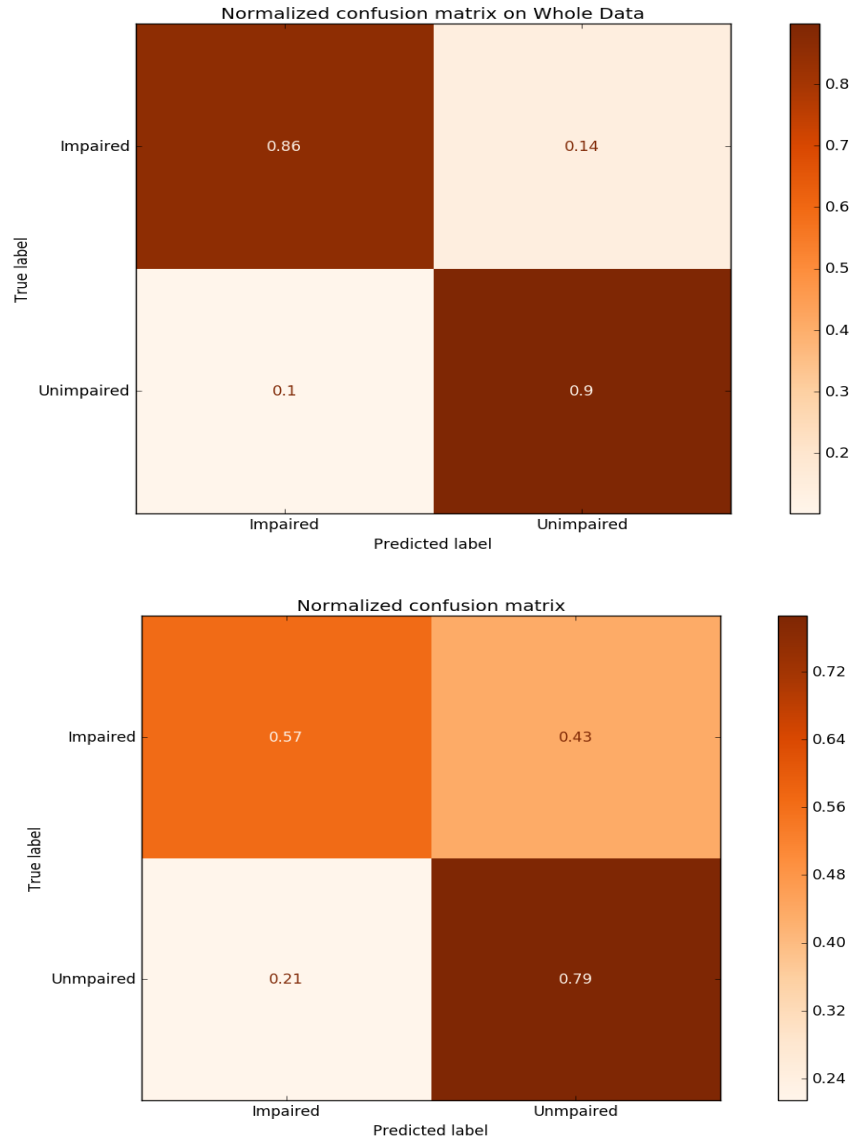 Normalized confusion matrix on Whole Data
0.8
Impaired
0.86
0.14
0.7
0.6
True label
0.5
0.4
Unimpaired
0.1
0.9
0.3
0.2
Impaired
Unimpaired
Predicted label
Normalized confusion matrix
0.72
Impaired
0.57
0.43
0.64
0.56
True label
0.48
0.40
Unmpaired
0.21
0.79
0.32
0.24
Impaired
Unmpaired
Predicted label